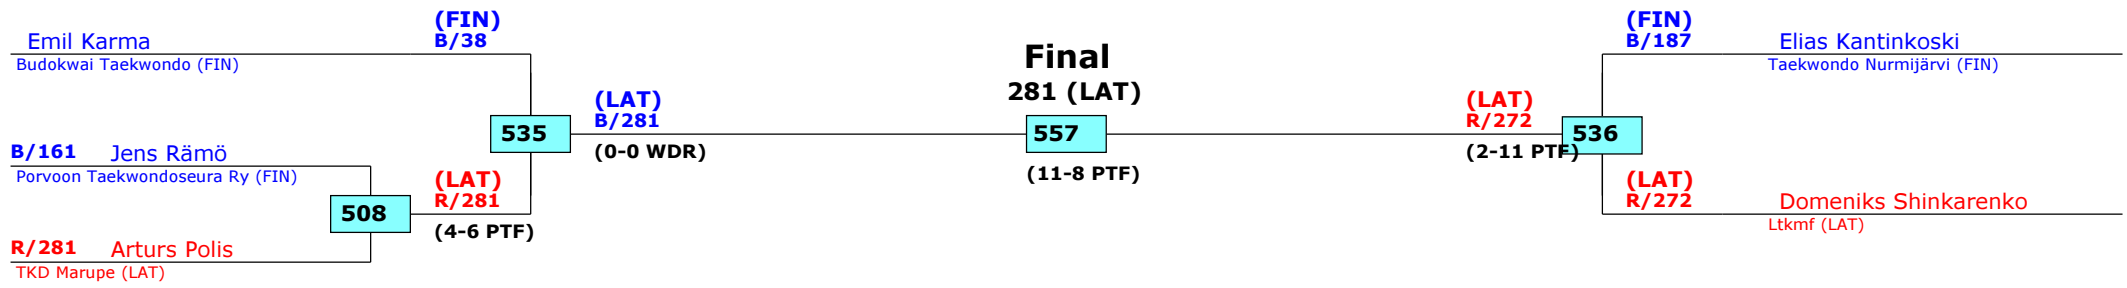 (FIN)
B/38
Emil Karma
Budokwai Taekwondo (FIN)
B/161 Jens Rämö
Porvoon Taekwondoseura Ry (FIN)
508
R/281 Arturs Polis
TKD Marupe (LAT)
(LAT)
R/281
(4-6 PTF)
535
(LAT)
B/281
(0-0 WDR)
Final
281 (LAT)
557
(11-8 PTF)
(LAT)
R/272
(2-11 PTF)
536
(FIN)
B/187
Elias Kantinkoski
Taekwondo Nurmijärvi (FIN)
(LAT)
R/272
Domeniks Shinkarenko
Ltkmf (LAT)